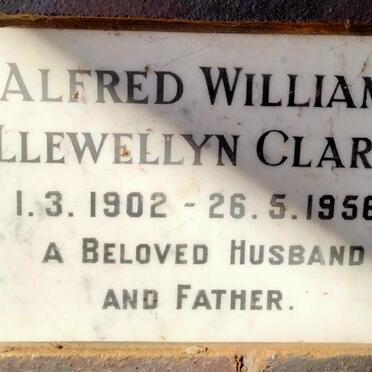 ALFRED WILLIAM
LLEWELLYN CLAR
1.3.1902 - 26.5.1956
A BELOVED HUSBAND
AND FATHER.